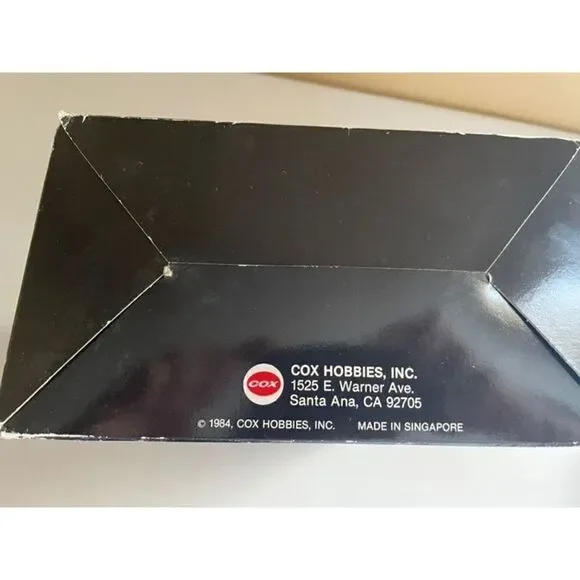 COX
COX HOBBIES, INC.
1525 E. Warner Ave.
Santa Ana, CA 92705
© 1984, COX HOBBIES, INC. MADE IN SINGAPORE